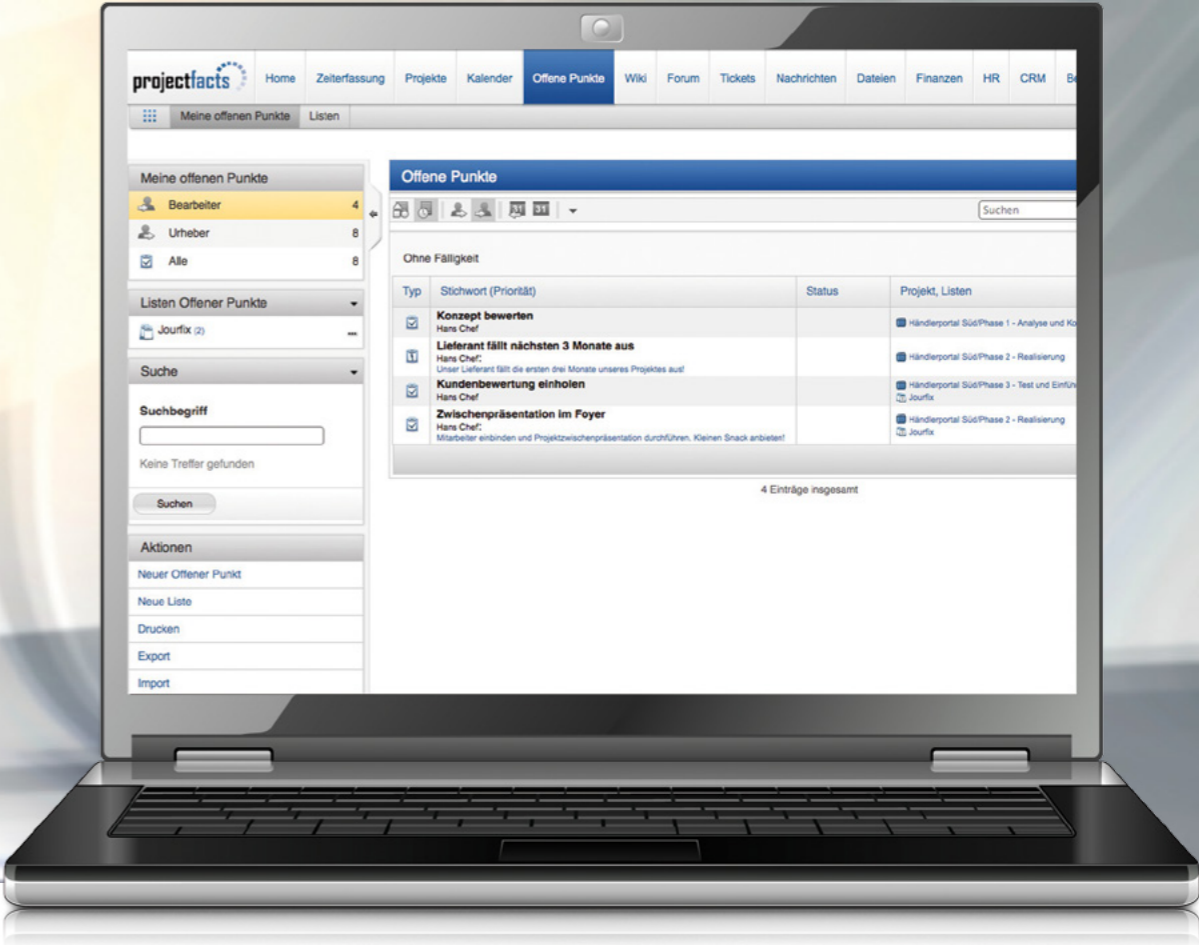 projectfacts
Home Zeiterfassung Projekte Kalender Offene Punkte Wiki Forum Tickets Nachrichten Dateien Finanzen HR CRM
Meine offenen Punkte Listen
Meine offenen Punkte
Bearbeiter 4
Urheber 8
Alle 8
Listen Offener Punkte
Jourfix (2)
Suche
Suchbegriff
Keine Treffer gefunden
Suchen
Aktionen
Neuer Offener Punkt
Neue Liste
Drucken
Export
Import
Offene Punkte
31 31
Suchen
Ohne Fälligkeit
Typ Stichwort (Priorität) Status Projekt, Listen
Konzept bewerten
Hans Chef
Händlerportal Süd/Phase 1 - Analyse und Ko
Lieferant fällt nächsten 3 Monate aus
Hans Chef:
Unser Lieferant fällt die ersten drei Monate unseres Projektes aus!
Händlerportal Süd/Phase 2 - Realisierung
Kundenbewertung einholen
Hans Chef
Händlerportal Süd/Phase 3 - Test und Einfüh
Jourfix
Zwischenpräsentation im Foyer
Hans Chef:
Mitarbeiter einbinden und Projektzwischenpräsentation durchführen. Kleinen Snack anbieten!
Händlerportal Süd/Phase 2 - Realisierung
Jourfix
4 Einträge insgesamt